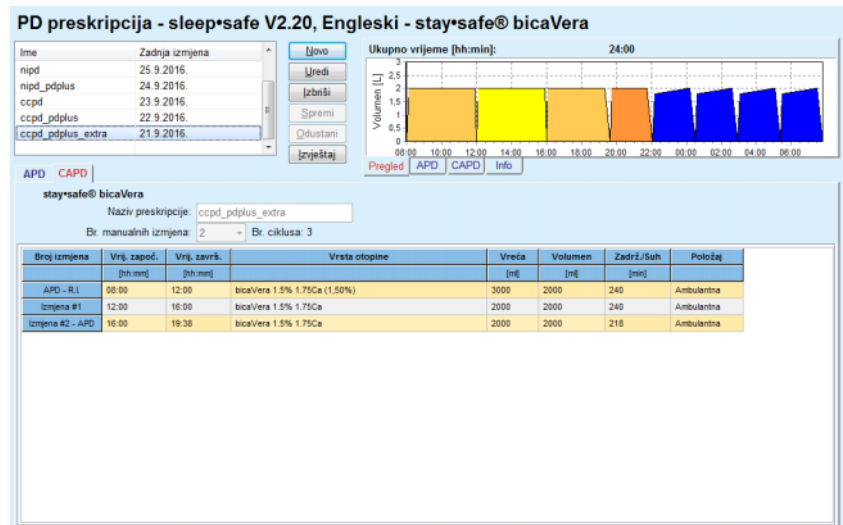 PD preskripcija - sleep•safe V2.20, Engleski - stay•safe® bicaVera
Ime Zadnja izmjena
nipd 25.9.2016.
nipd_pdplus 24.9.2016.
ccpd 23.9.2016.
ccpd_pdplus 22.9.2016.
ccpd_pdplus_extra 21.9.2016.
Novo
Uredi
Izbriši
Spremi
Odustani
Izvještaj
Ukupno vrijeme [hh:min]: 24:00
Volumen [L]
3
2,5
2
1,5
1
0,5
0
08:00 10:00 12:00 14:00 16:00 18:00 20:00 22:00 00:00 02:00 04:00 06:00
Pregled APD CAPD Info
APD CAPD
stay•safe® bicaVera
Naziv preskripcije: ccpd_pdplus_extra
Br. manualnih izmjena: 2 Br. ciklusa: 3
Broj izmjena Vrij. započ. Vrij. završ. Vrsta otopine Vreća Volumen Zadrž./Suh Položaj
[hh:mm] [hh:mm] [ml] [ml] [min]
APD - R.I. 08:00 12:00 bicaVera 1.5% 1.75Ca (1,50%) 3000 2000 240 Ambulantna
Izmjena #1 12:00 16:00 bicaVera 1.5% 1.75Ca 2000 2000 240 Ambulantna
Izmjena #2 - APD 16:00 19:38 bicaVera 1.5% 1.75Ca 2000 2000 218 Ambulantna